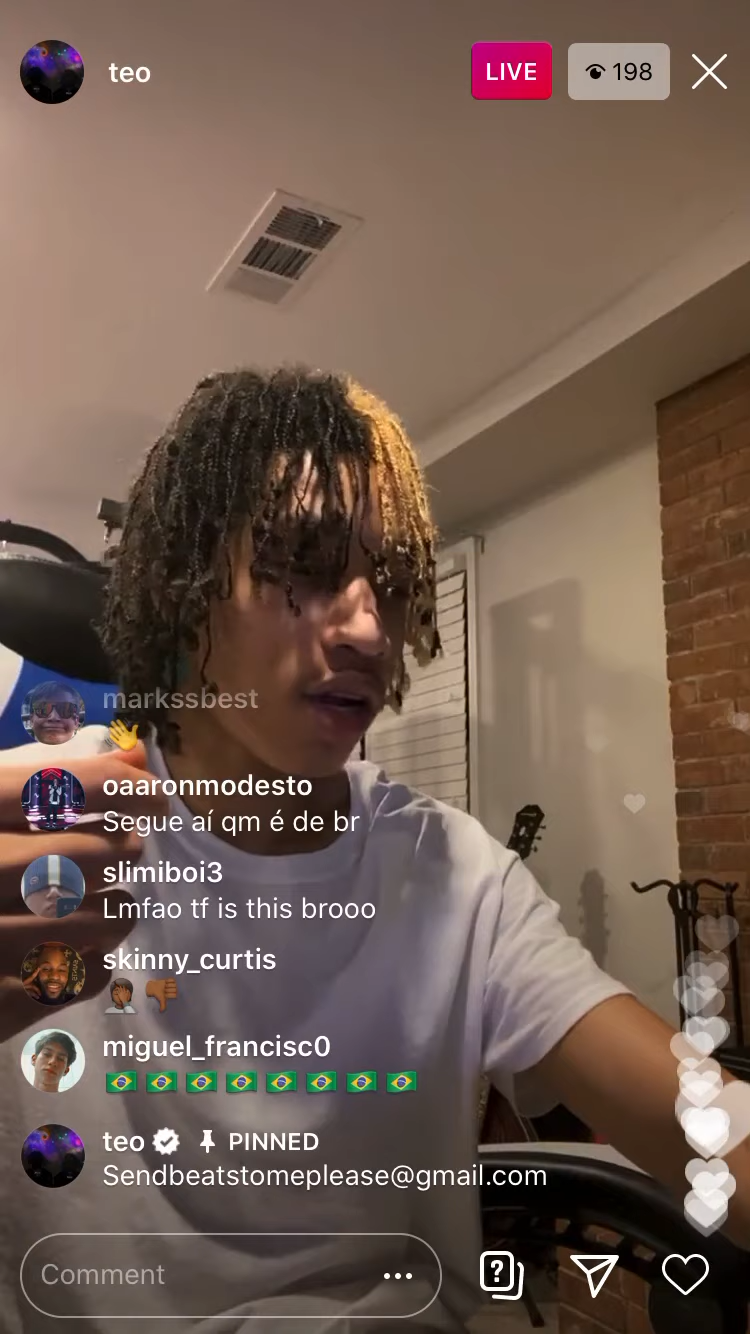 teo
LIVE
198
markssbest
👋
oaaronmodesto
Segue aí qm é de br
slimiboi3
Lmfao tf is this brooo
skinny_curtis
🤦🏾‍♂️ 👎🏾
miguel_francisc0
🇧🇷 🇧🇷 🇧🇷 🇧🇷 🇧🇷 🇧🇷 🇧🇷 🇧🇷
teo PINNED
Sendbeatstomeplease@gmail.com
Comment